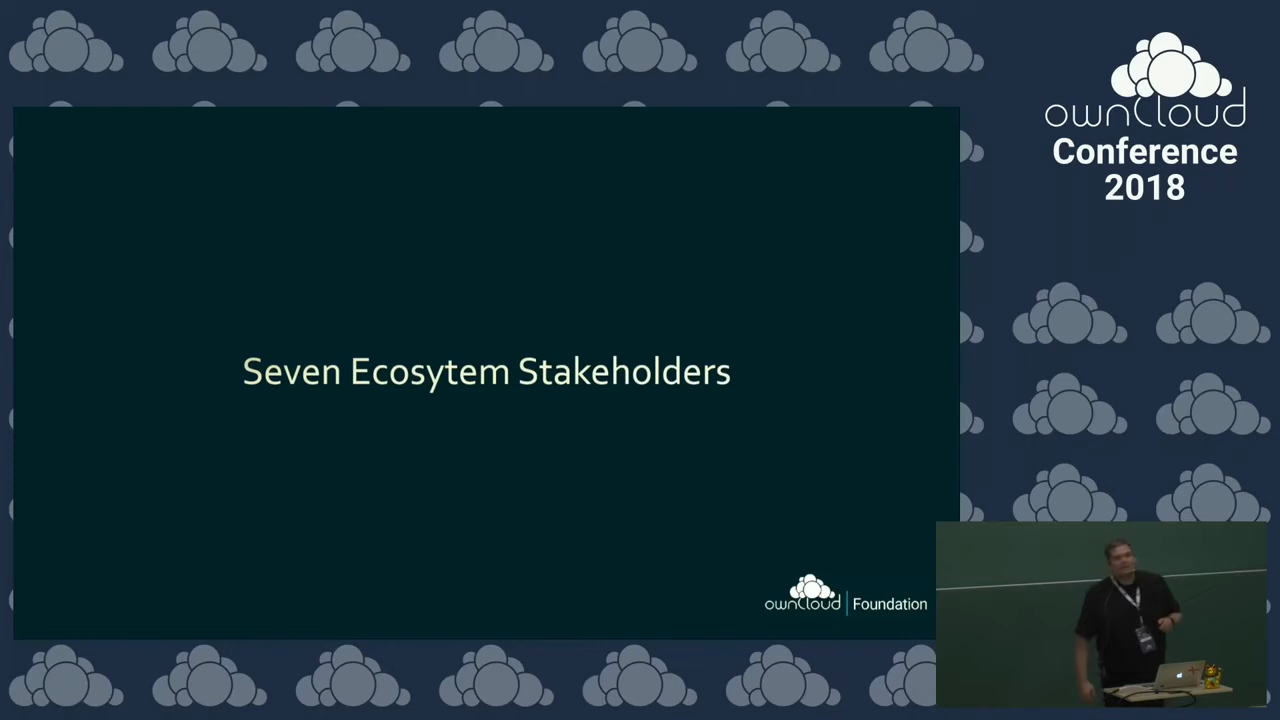 ownCloud
Conference
2018
Seven Ecosytem Stakeholders
ownCloud | Foundation